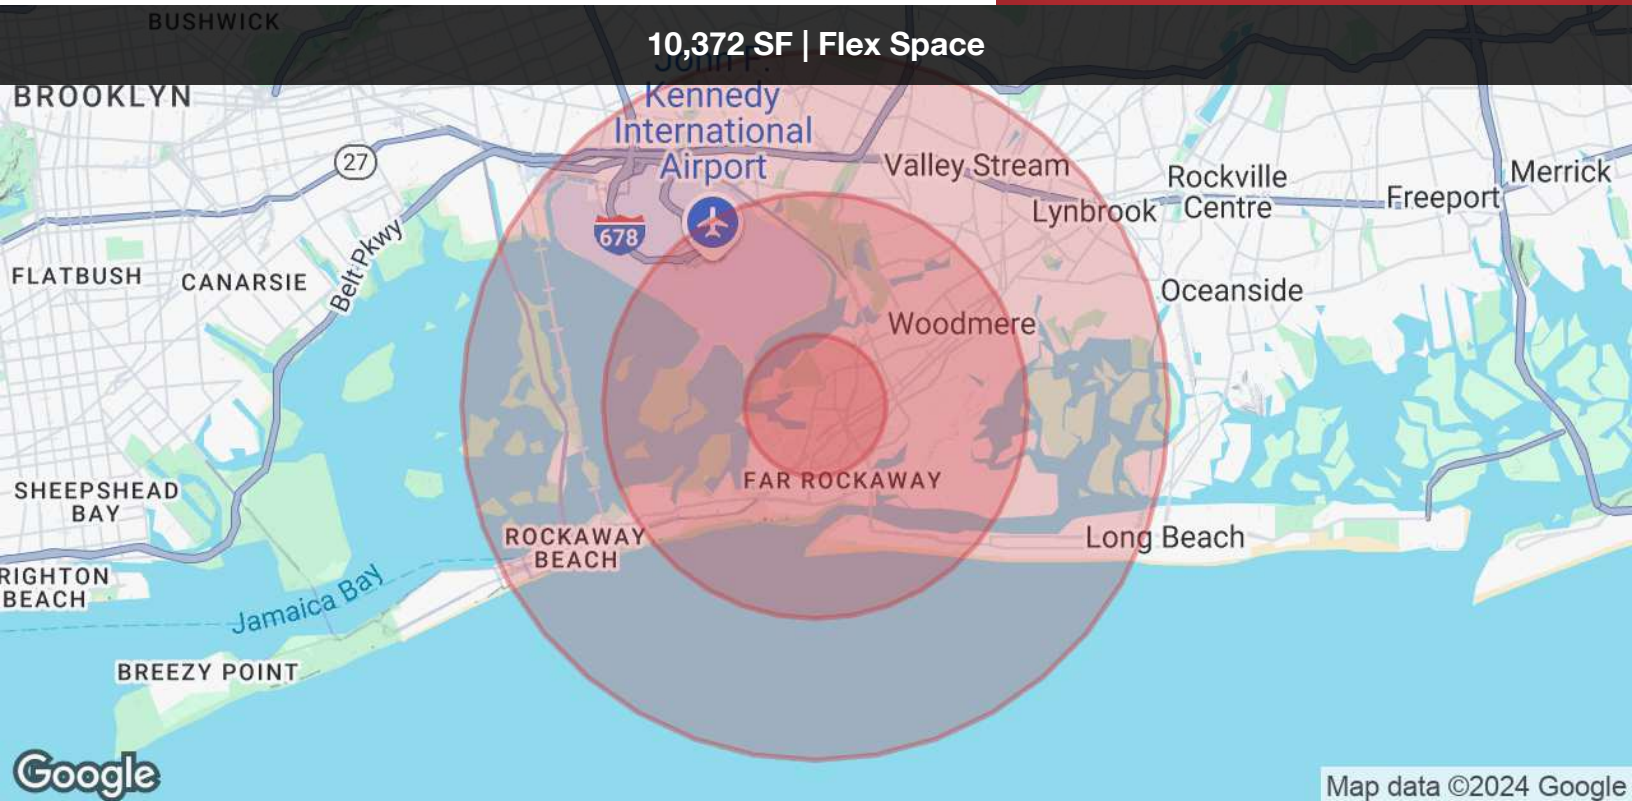 BUSHWICK
10,372 SF | Flex Space
John F.
Kennedy
International
Airport
BROOKLYN
27
Valley Stream
Rockville
Centre
Merrick
Freeport
Lynbrook
678
Belt Pkwy
FLATBUSH
CANARSIE
Oceanside
Woodmere
FAR ROCKAWAY
SHEEPSHEAD
BAY
ROCKAWAY
BEACH
Long Beach
RIGHTON
BEACH
Jamaica Bay
BREEZY POINT
Google
Map data ©2024 Google